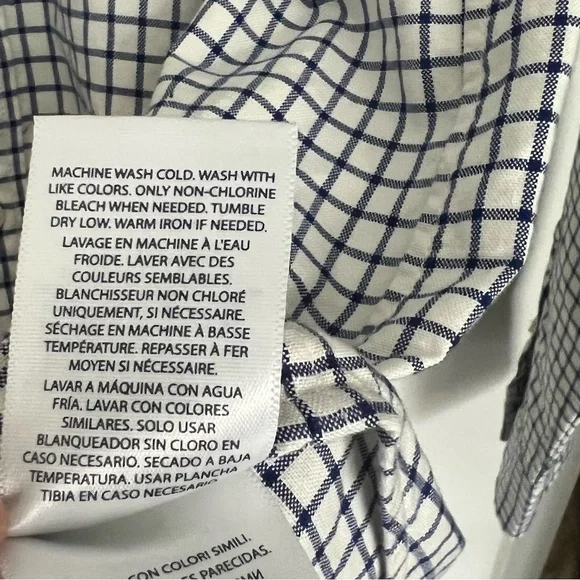 MACHINE WASH COLD. WASH WITH
LIKE COLORS. ONLY NON-CHLORINE
BLEACH WHEN NEEDED. TUMBLE
DRY LOW. WARM IRON IF NEEDED.
LAVAGE EN MACHINE À L'EAU
FROIDE. LAVER AVEC DES
COULEURS SEMBLABLES.
BLANCHISSEUR NON CHLORÉ
UNIQUEMENT, SI NÉCESSAIRE.
SÉCHAGE EN MACHINE À BASSE
TEMPÉRATURE. REPASSER À FER
MOYEN SI NÉCESSAIRE.
LAVAR A MÁQUINA CON AGUA
FRÍA. LAVAR CON COLORES
SIMILARES. SOLO USAR
BLANQUEADOR SIN CLORO EN
CASO NECESARIO. SECADO A BAJA
TEMPERATURA. USAR PLANCHA
TIBIA EN CASO NECESARIO.
CON COLORI SIMILI.
PARECIDAS.